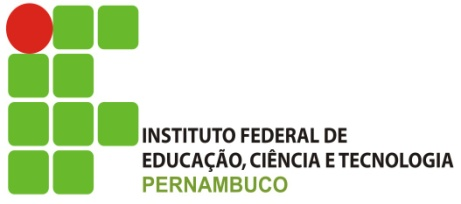 INSTITUTO FEDERAL DE
EDUCAÇÃO, CIÊNCIA E TECNOLOGIA
PERNAMBUCO